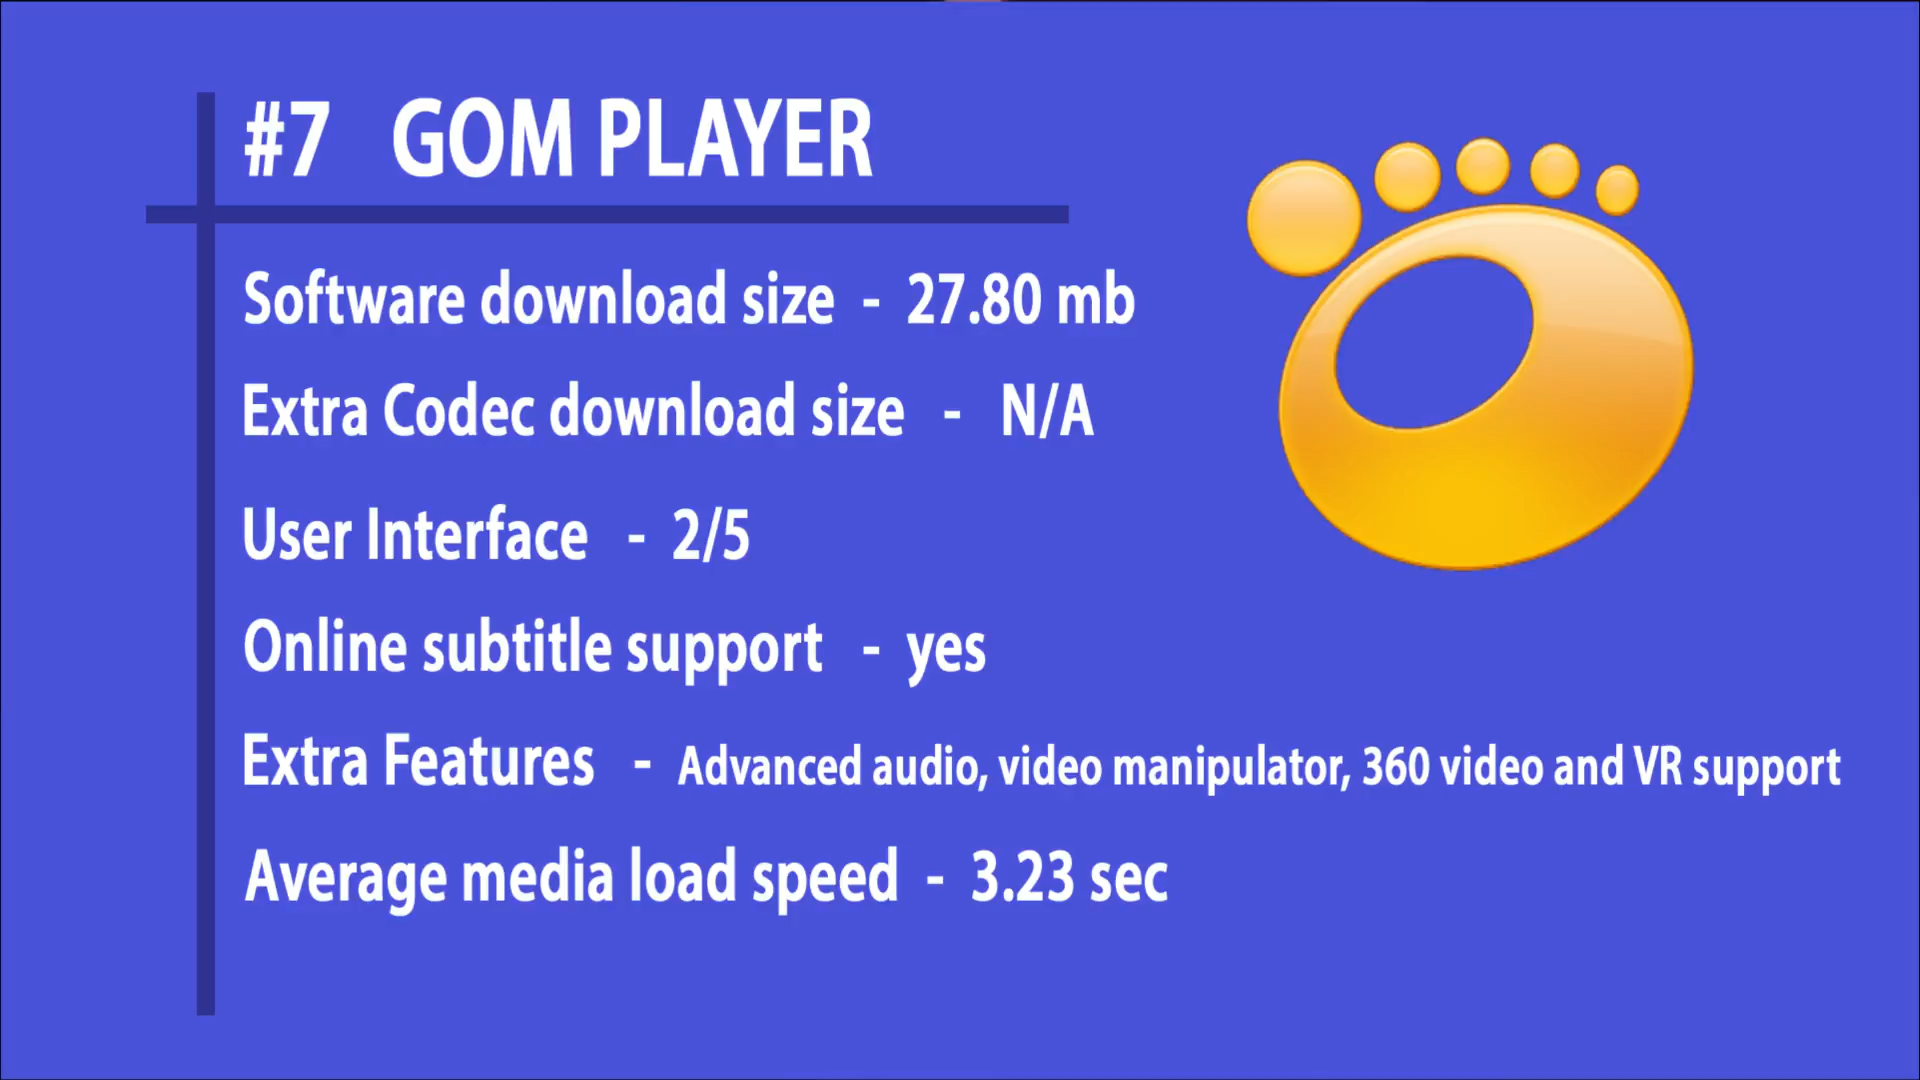 #7 GOM PLAYER
Software download size - 27.80 mb
Extra Codec download size - N/A
User Interface - 2/5
Online subtitle support - yes
Extra Features - Advanced audio, video manipulator, 360 video and VR support
Average media load speed - 3.23 sec